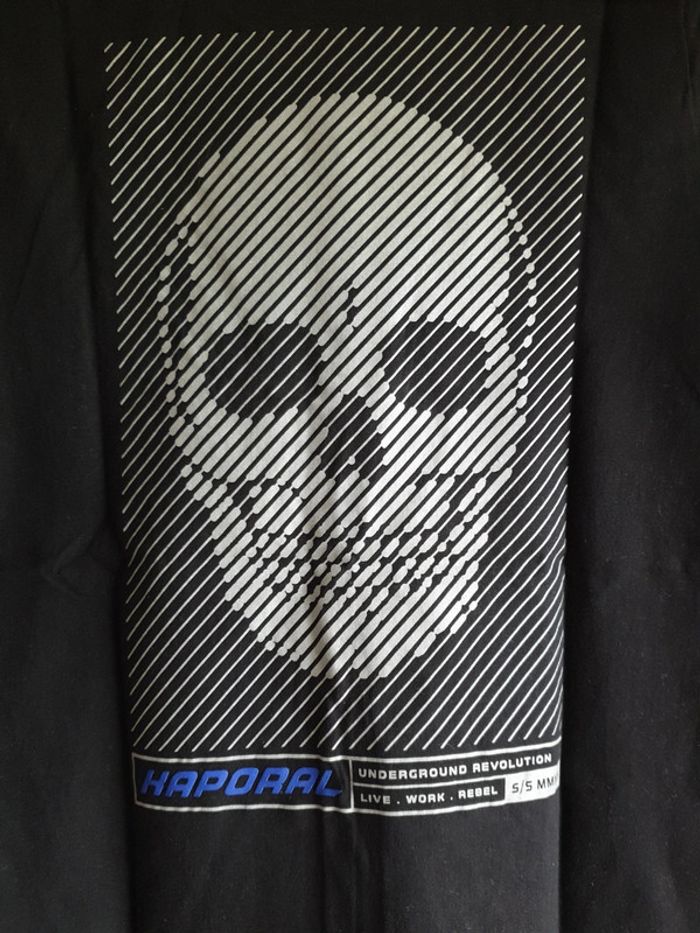 KAPORAL
UNDERGROUND REVOLUTION
LIVE . WORK . REBEL
S/S